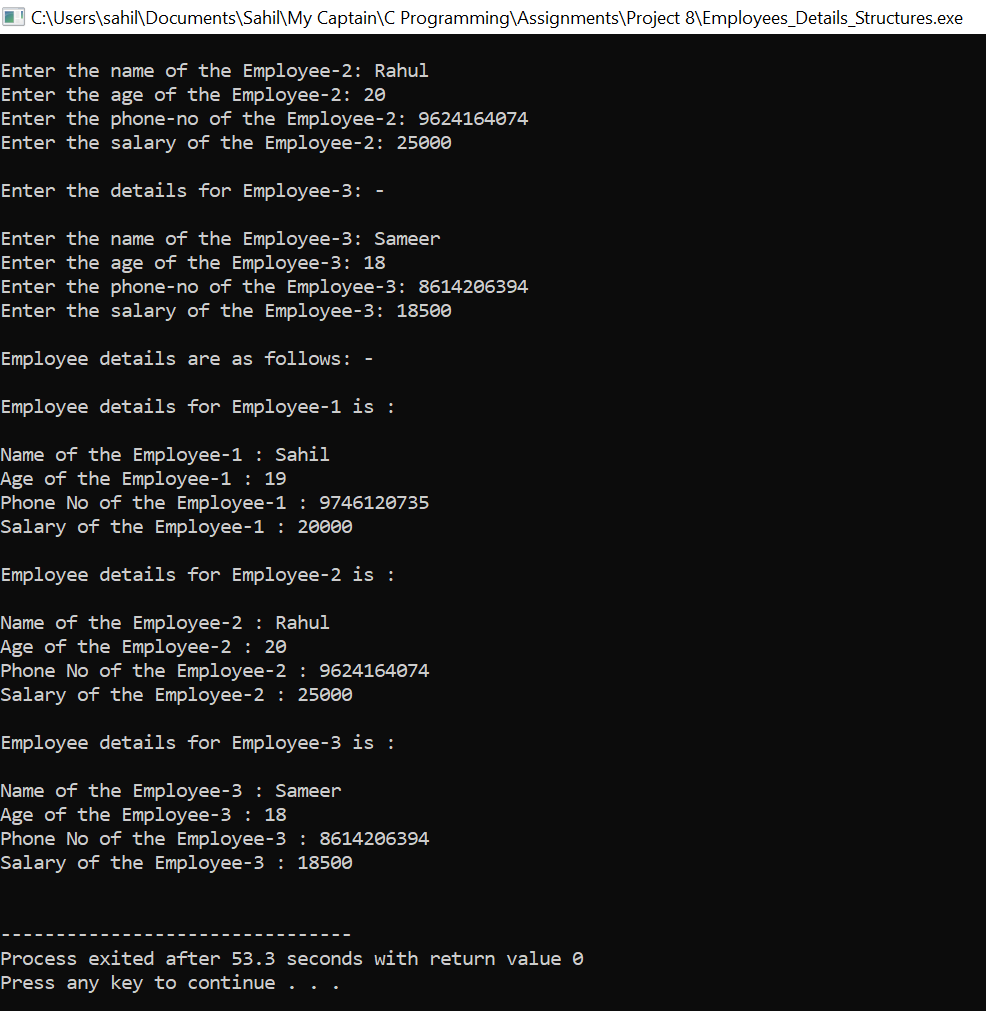 C:\Users\sahil\Documents\Sahil\My Captain\C Programming\Assignments\Project 8\Employees_Details_Structures.exe
Enter the name of the Employee-2: Rahul
Enter the age of the Employee-2: 20
Enter the phone-no of the Employee-2: 9624164074
Enter the salary of the Employee-2: 25000
Enter the details for Employee-3: -
Enter the name of the Employee-3: Sameer
Enter the age of the Employee-3: 18
Enter the phone-no of the Employee-3: 8614206394
Enter the salary of the Employee-3: 18500
Employee details are as follows: -
Employee details for Employee-1 is :
Name of the Employee-1 : Sahil
Age of the Employee-1 : 19
Phone No of the Employee-1 : 9746120735
Salary of the Employee-1 : 20000
Employee details for Employee-2 is :
Name of the Employee-2 : Rahul
Age of the Employee-2 : 20
Phone No of the Employee-2 : 9624164074
Salary of the Employee-2 : 25000
Employee details for Employee-3 is :
Name of the Employee-3 : Sameer
Age of the Employee-3 : 18
Phone No of the Employee-3 : 8614206394
Salary of the Employee-3 : 18500
--------------------------------
Process exited after 53.3 seconds with return value 0
Press any key to continue . . .